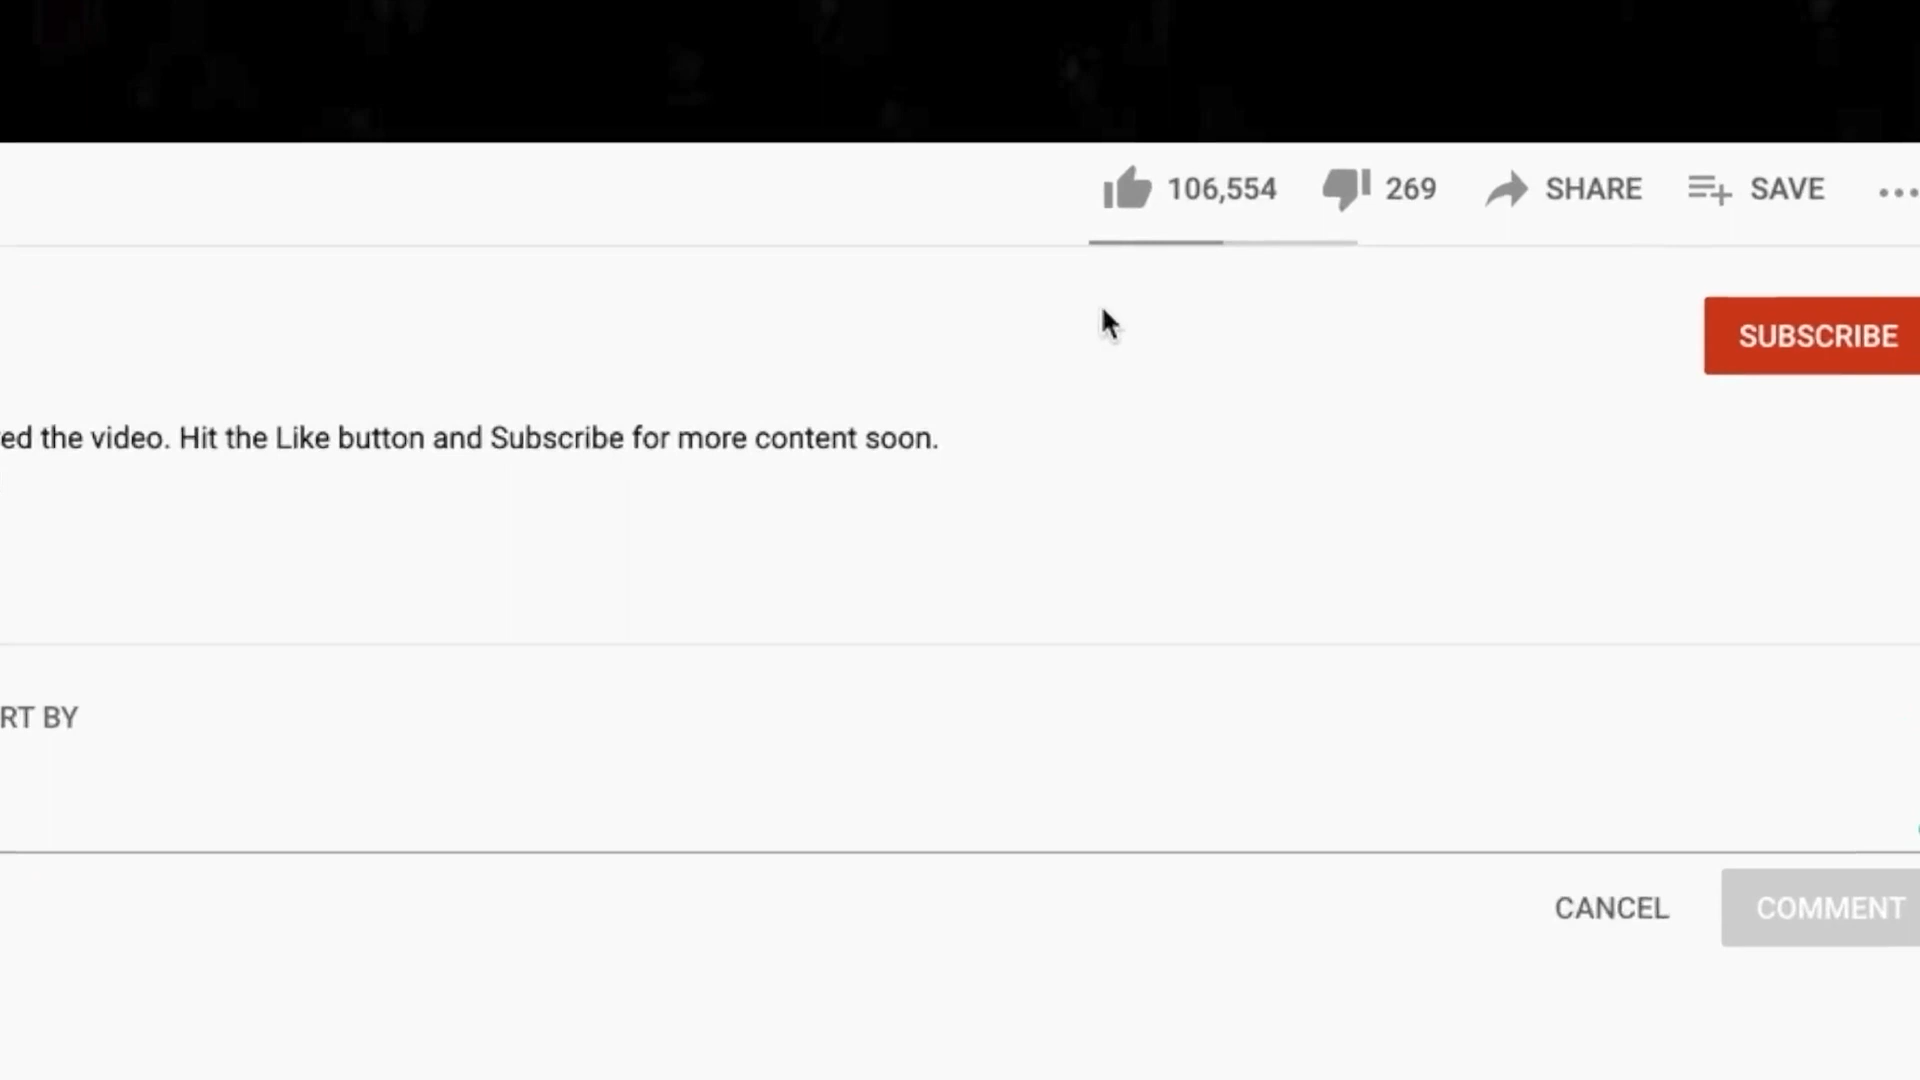 106,554 269 SHARE SAVE
SUBSCRIBE
ed the video. Hit the Like button and Subscribe for more content soon.
RT BY
CANCEL COMMENT